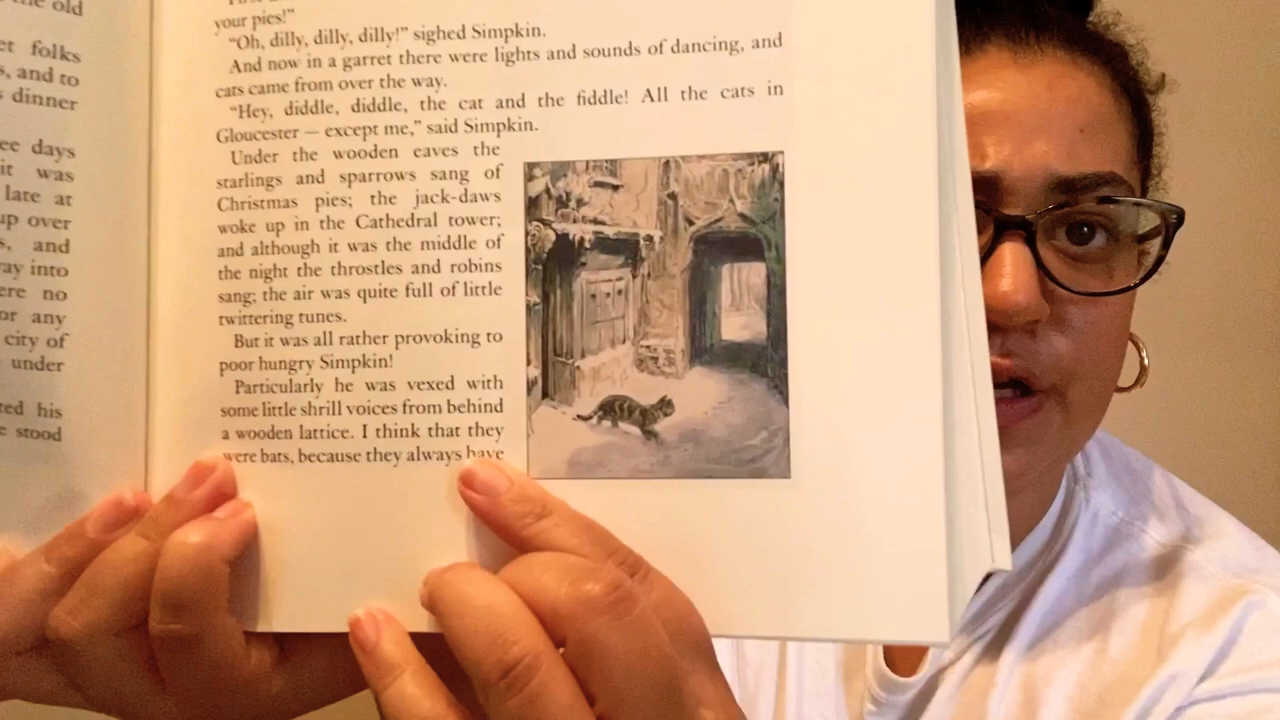 the old
folks
and to
dinner
days
it was
late at
up over
and
into
no
or any
city of
under
his
stood
your pies!"
"Oh, dilly, dilly, dilly!" sighed Simpkin.
And now in a garret there were lights and sounds of dancing, and
cats came from over the way.
"Hey, diddle, diddle, the cat and the fiddle! All the cats in
Gloucester — except me," said Simpkin.
Under the wooden eaves the
starlings and sparrows sang of
Christmas pies; the jack-daws
woke up in the Cathedral tower;
and although it was the middle of
the night the throstles and robins
sang; the air was quite full of little
twittering tunes.
But it was all rather provoking to
poor hungry Simpkin!
Particularly he was vexed with
some little shrill voices from behind
a wooden lattice. I think that they
were bats, because they always have